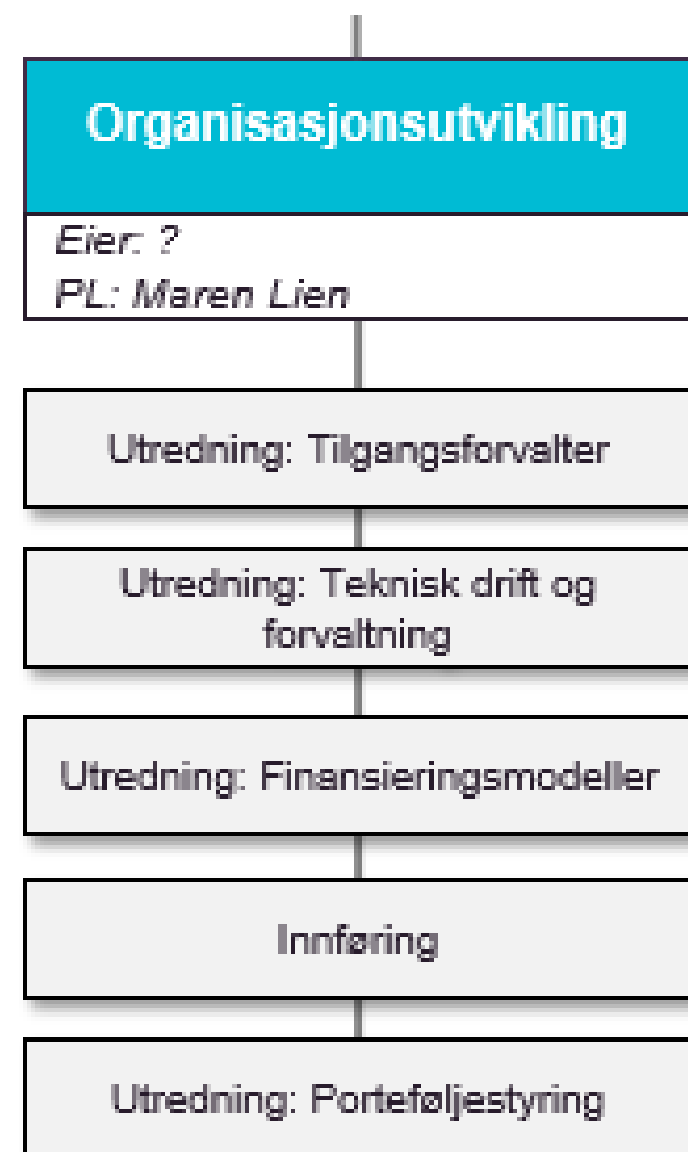 Organisasjonsutvikling
Eier: ?
PL: Maren Lien
Utredning: Tilgangsforvalter
Utredning: Teknisk drift og
forvaltning
Utredning: Finansieringsmodeller
Innføring
Utredning: Porteføljestyring